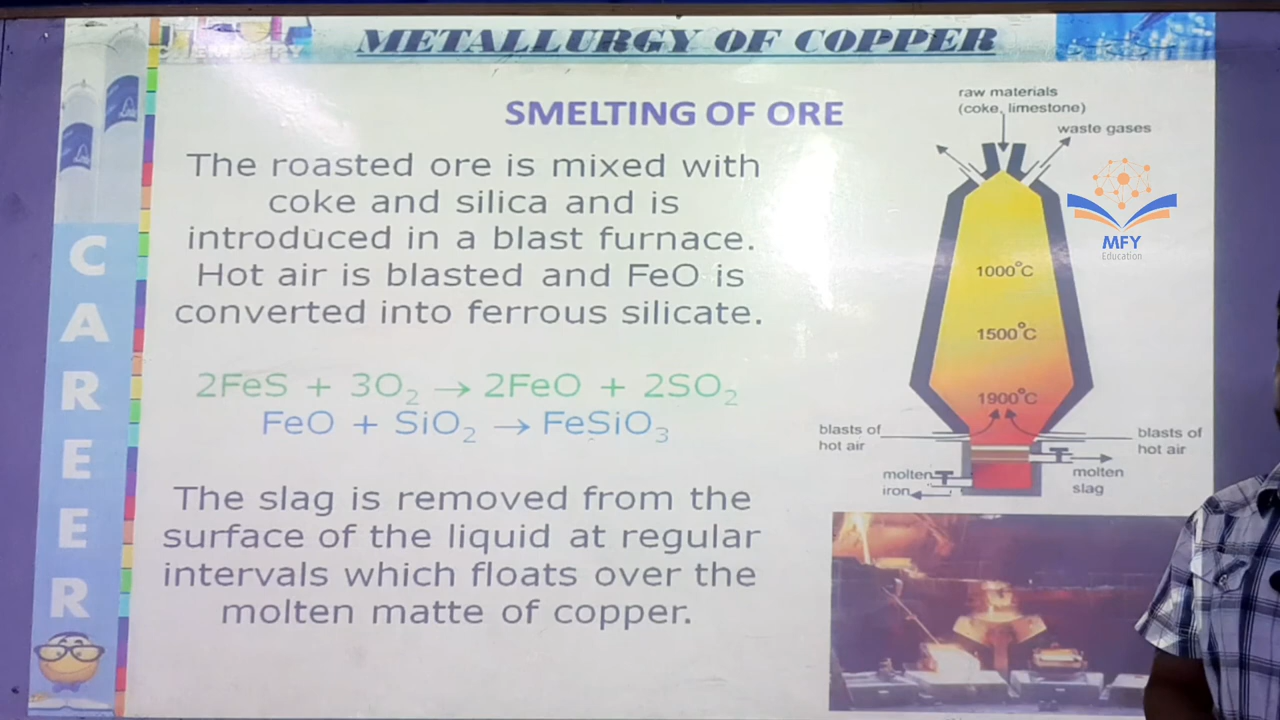 CHEMISTRY
METALLURGY OF COPPER
CAREER
SMELTING OF ORE
The roasted ore is mixed with
coke and silica and is
introduced in a blast furnace.
Hot air is blasted and FeO is
converted into ferrous silicate.
2FeS + 3O₂ → 2FeO + 2SO₂
FeO + SiO₂ → FeSiO₃
The slag is removed from the
surface of the liquid at regular
intervals which floats over the
molten matte of copper.
raw materials
(coke, limestone)
waste gases
1000°C
1500°C
1900°C
blasts of
hot air
blasts of
hot air
molten
iron
molten
slag
MFY
Education